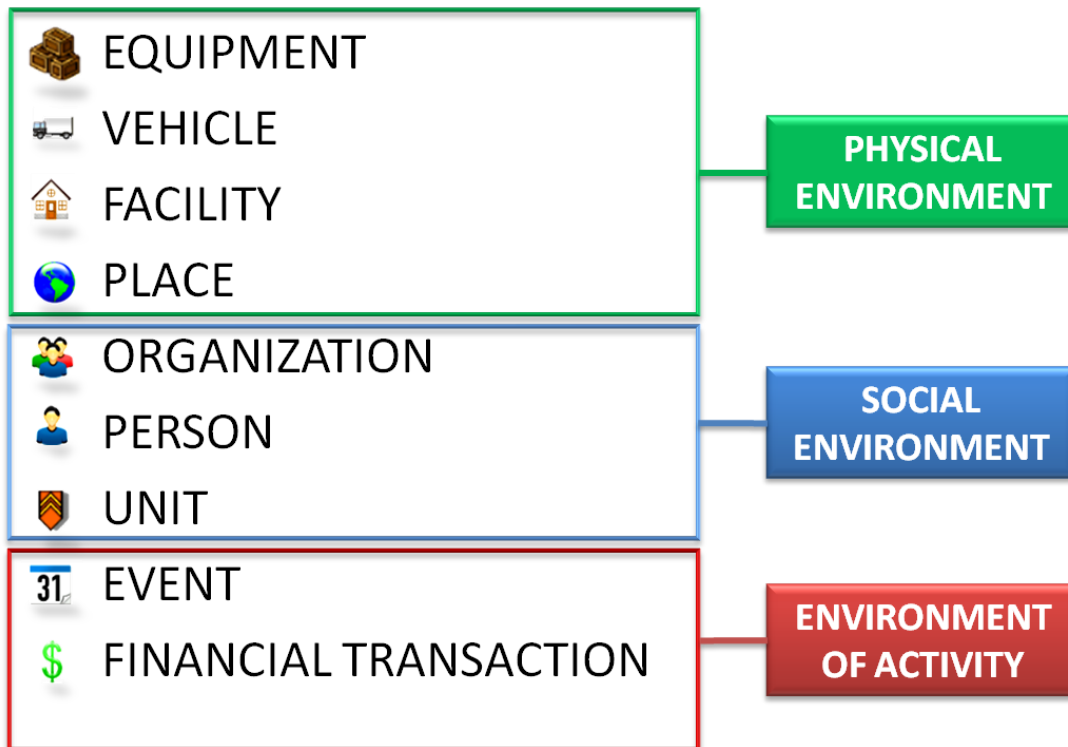 EQUIPMENT
VEHICLE
FACILITY
PLACE
PHYSICAL
ENVIRONMENT
ORGANIZATION
PERSON
UNIT
SOCIAL
ENVIRONMENT
31
EVENT
$
FINANCIAL TRANSACTION
ENVIRONMENT
OF ACTIVITY